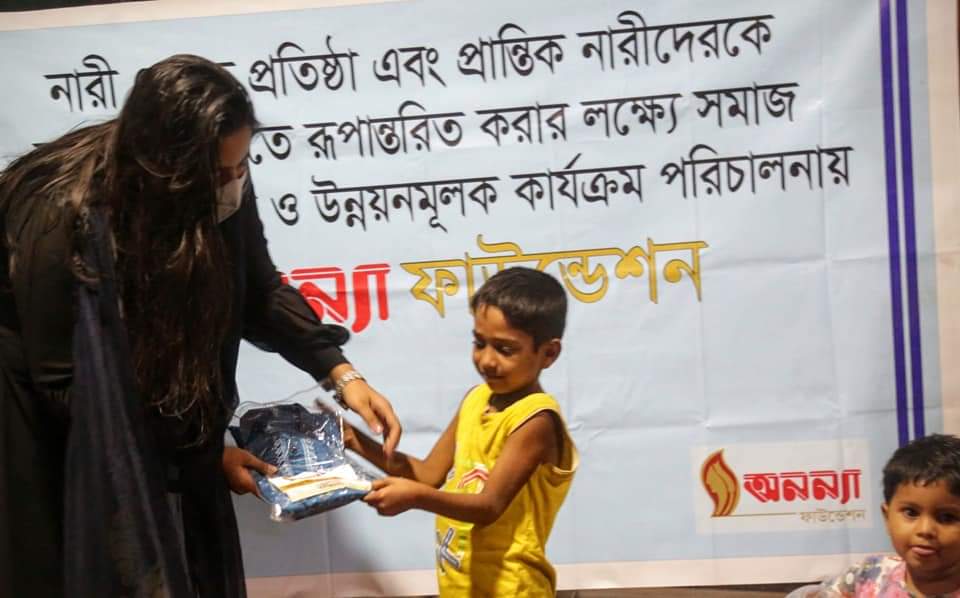 নারী প্রতিষ্ঠা এবং প্রান্তিক নারীদেরকে
তে রূপান্তরিত করার লক্ষ্যে সমাজ
ও উন্নয়নমূলক কার্যক্রম পরিচালনায়
নন্যা ফাউন্ডেশন
অনন্যা
ফাউন্ডেশন